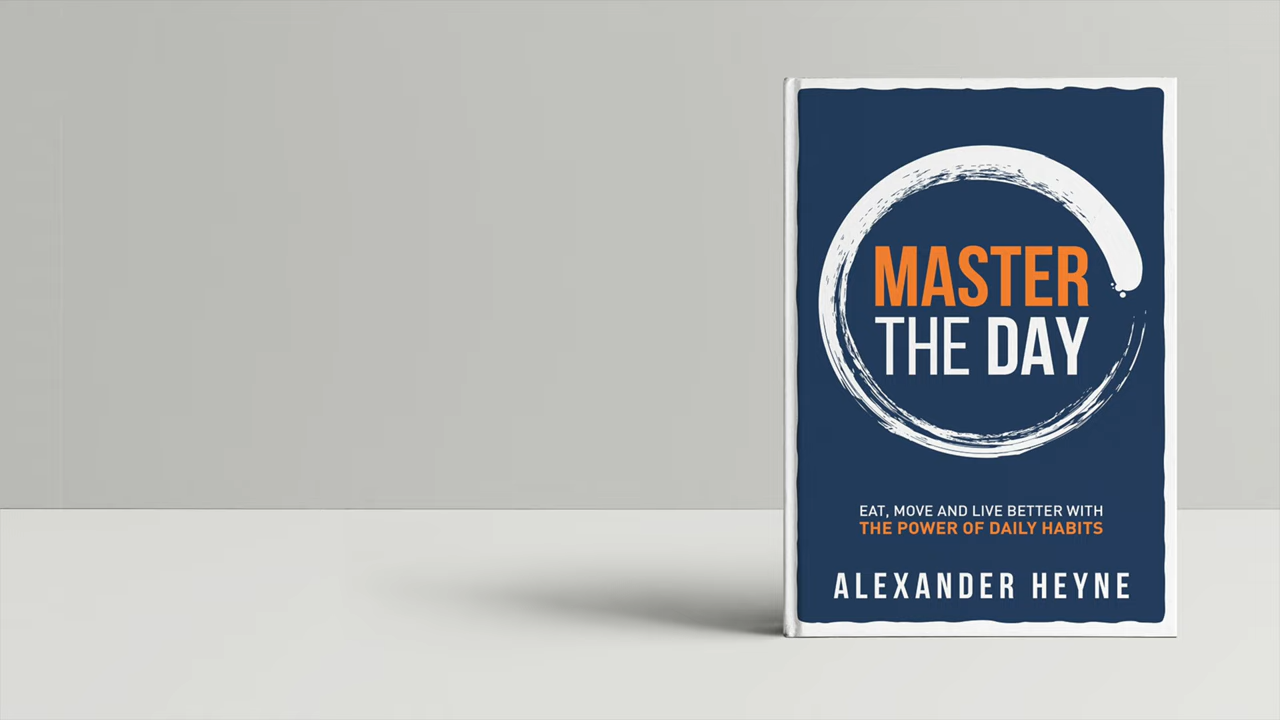 MASTER
THE DAY
EAT, MOVE AND LIVE BETTER WITH
THE POWER OF DAILY HABITS
ALEXANDER HEYNE